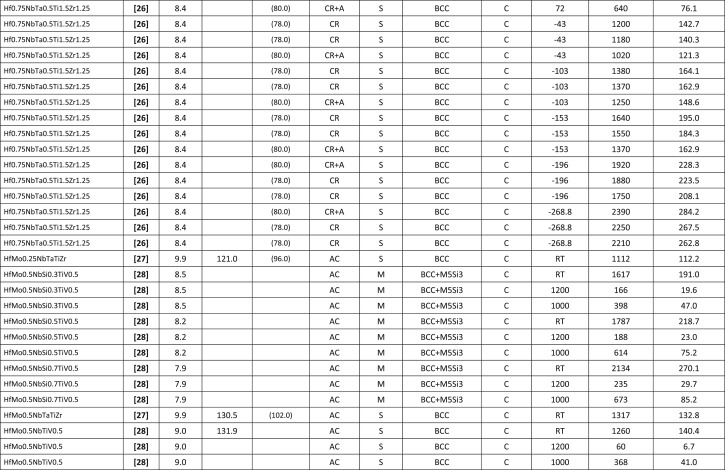 Hf0.75NbTa0.5Ti1.5Zr1.25 [26] 8.4 (80.0) CR+A S BCC C 72 640 76.1
Hf0.75NbTa0.5Ti1.5Zr1.25 [26] 8.4 (78.0) CR S BCC C -43 1200 142.7
Hf0.75NbTa0.5Ti1.5Zr1.25 [26] 8.4 (78.0) CR S BCC C -43 1180 140.3
Hf0.75NbTa0.5Ti1.5Zr1.25 [26] 8.4 (80.0) CR+A S BCC C -43 1020 121.3
Hf0.75NbTa0.5Ti1.5Zr1.25 [26] 8.4 (78.0) CR S BCC C -103 1380 164.1
Hf0.75NbTa0.5Ti1.5Zr1.25 [26] 8.4 (78.0) CR S BCC C -103 1370 162.9
Hf0.75NbTa0.5Ti1.5Zr1.25 [26] 8.4 (80.0) CR+A S BCC C -103 1250 148.6
Hf0.75NbTa0.5Ti1.5Zr1.25 [26] 8.4 (78.0) CR S BCC C -153 1640 195.0
Hf0.75NbTa0.5Ti1.5Zr1.25 [26] 8.4 (78.0) CR S BCC C -153 1550 184.3
Hf0.75NbTa0.5Ti1.5Zr1.25 [26] 8.4 (80.0) CR+A S BCC C -153 1370 162.9
Hf0.75NbTa0.5Ti1.5Zr1.25 [26] 8.4 (80.0) CR+A S BCC C -196 1920 228.3
Hf0.75NbTa0.5Ti1.5Zr1.25 [26] 8.4 (78.0) CR S BCC C -196 1880 223.5
Hf0.75NbTa0.5Ti1.5Zr1.25 [26] 8.4 (78.0) CR S BCC C -196 1750 208.1
Hf0.75NbTa0.5Ti1.5Zr1.25 [26] 8.4 (80.0) CR+A S BCC C -268.8 2390 284.2
Hf0.75NbTa0.5Ti1.5Zr1.25 [26] 8.4 (78.0) CR S BCC C -268.8 2250 267.5
Hf0.75NbTa0.5Ti1.5Zr1.25 [26] 8.4 (78.0) CR S BCC C -268.8 2210 262.8
HfMo0.25NbTaTiZr [27] 9.9 121.0 (96.0) AC S BCC C RT 1112 112.2
HfMo0.5NbSi0.3TiV0.5 [28] 8.5 AC M BCC+M5Si3 C RT 1617 191.0
HfMo0.5NbSi0.3TiV0.5 [28] 8.5 AC M BCC+M5Si3 C 1200 166 19.6
HfMo0.5NbSi0.3TiV0.5 [28] 8.5 AC M BCC+M5Si3 C 1000 398 47.0
HfMo0.5NbSi0.5TiV0.5 [28] 8.2 AC M BCC+M5Si3 C RT 1787 218.7
HfMo0.5NbSi0.5TiV0.5 [28] 8.2 AC M BCC+M5Si3 C 1200 188 23.0
HfMo0.5NbSi0.5TiV0.5 [28] 8.2 AC M BCC+M5Si3 C 1000 614 75.2
HfMo0.5NbSi0.7TiV0.5 [28] 7.9 AC M BCC+M5Si3 C RT 2134 270.1
HfMo0.5NbSi0.7TiV0.5 [28] 7.9 AC M BCC+M5Si3 C 1200 235 29.7
HfMo0.5NbSi0.7TiV0.5 [28] 7.9 AC M BCC+M5Si3 C 1000 673 85.2
HfMo0.5NbTaTiZr [27] 9.9 130.5 (102.0) AC S BCC C RT 1317 132.8
HfMo0.5NbTiV0.5 [28] 9.0 131.9 AC S BCC C RT 1260 140.4
HfMo0.5NbTiV0.5 [28] 9.0 AC S BCC C 1200 60 6.7
HfMo0.5NbTiV0.5 [28] 9.0 AC S BCC C 1000 368 41.0